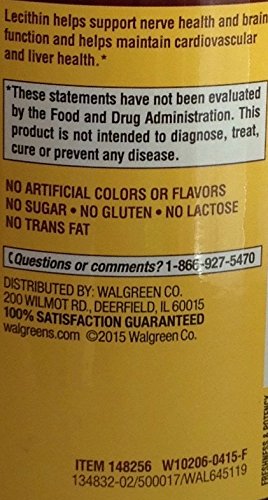 Lecithin helps support nerve health and brain
function and helps maintain cardiovascular
and liver health.*
*These statements have not been evaluated
by the Food and Drug Administration. This
product is not intended to diagnose, treat,
cure or prevent any disease.
NO ARTIFICIAL COLORS OR FLAVORS
NO SUGAR • NO GLUTEN • NO LACTOSE
NO TRANS FAT
Questions or comments? 1-866-927-5470
DISTRIBUTED BY: WALGREEN CO.
200 WILMOT RD., DEERFIELD, IL 60015
100% SATISFACTION GUARANTEED
walgreens.com ©2015 Walgreen Co.
ITEM 148256 W10206-0415-F
134832-02/500017/WAL645119
FRESHNESS & POTENCY